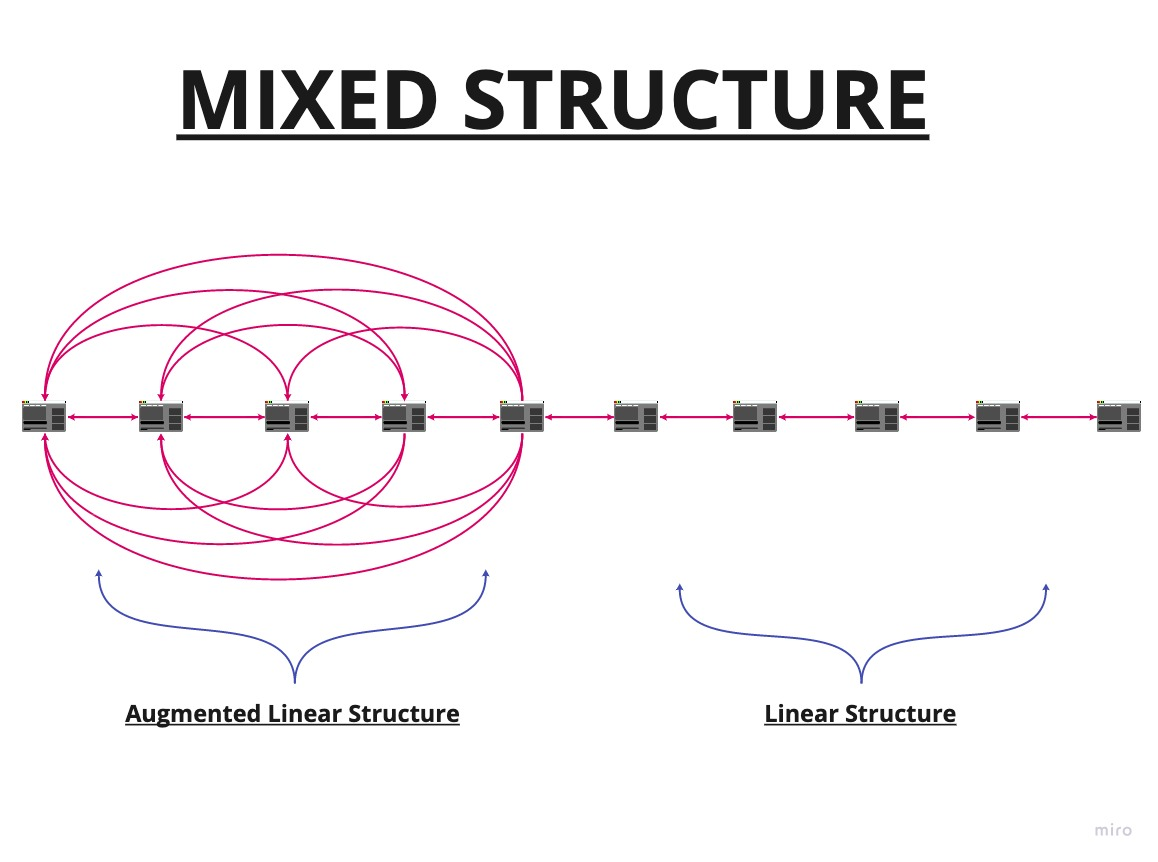 MIXED STRUCTURE
Augmented Linear Structure
Linear Structure
miro